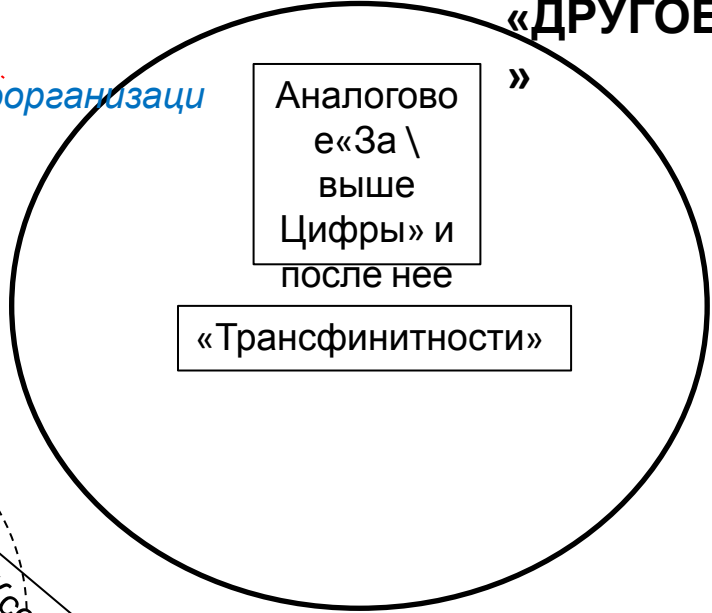 «ДРУГОЕ
»
организаци
Аналогово
е«За \
выше
Цифры» и
после нее
«Трансфинитности»